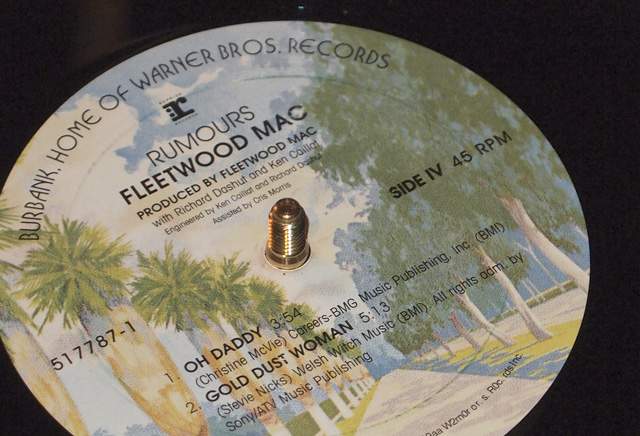 BURBANK, HOME OF WARNER BROS. RECORDS
RUMOURS
FLEETWOOD MAC
PRODUCED BY FLEETWOOD MAC
with Richard Dashut and Ken Caillat
Engineered by Ken Caillat and Richard Dashut
Assisted by Cris Morris
SIDE IV 45 RPM
517787-1
1. OH DADDY 3:54
(Christine McVie) Careers-BMG Music Publishing, Inc. (BMI)
2. GOLD DUST WOMAN 5:13
(Stevie Nicks) Welsh Witch Music (BMI). All rights adm. by
Sony/ATV Music Publishing